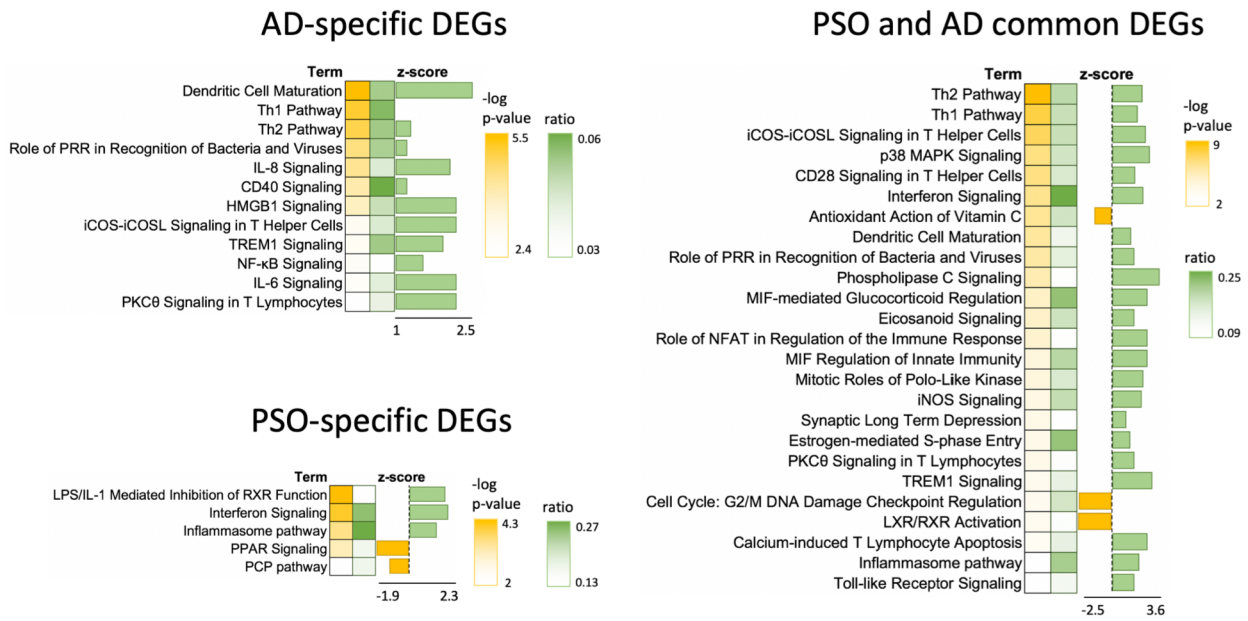 AD-specific DEGs
Term z-score
Dendritic Cell Maturation
Th1 Pathway
Th2 Pathway
Role of PRR in Recognition of Bacteria and Viruses
IL-8 Signaling
CD40 Signaling
HMGB1 Signaling
iCOS-iCOSL Signaling in T Helper Cells
TREM1 Signaling
NF-κB Signaling
IL-6 Signaling
PKCθ Signaling in T Lymphocytes
1 2.5
-log
p-value
5.5
2.4
ratio
0.06
0.03
PSO-specific DEGs
Term z-score
LPS/IL-1 Mediated Inhibition of RXR Function
Interferon Signaling
Inflammasome pathway
PPAR Signaling
PCP pathway
-1.9 2.3
-log
p-value
4.3
2
ratio
0.27
0.13
PSO and AD common DEGs
Term z-score
Th2 Pathway
Th1 Pathway
iCOS-iCOSL Signaling in T Helper Cells
p38 MAPK Signaling
CD28 Signaling in T Helper Cells
Interferon Signaling
Antioxidant Action of Vitamin C
Dendritic Cell Maturation
Role of PRR in Recognition of Bacteria and Viruses
Phospholipase C Signaling
MIF-mediated Glucocorticoid Regulation
Eicosanoid Signaling
Role of NFAT in Regulation of the Immune Response
MIF Regulation of Innate Immunity
Mitotic Roles of Polo-Like Kinase
iNOS Signaling
Synaptic Long Term Depression
Estrogen-mediated S-phase Entry
PKCθ Signaling in T Lymphocytes
TREM1 Signaling
Cell Cycle: G2/M DNA Damage Checkpoint Regulation
LXR/RXR Activation
Calcium-induced T Lymphocyte Apoptosis
Inflammasome pathway
Toll-like Receptor Signaling
-2.5 3.6
-log
p-value
9
2
ratio
0.25
0.09